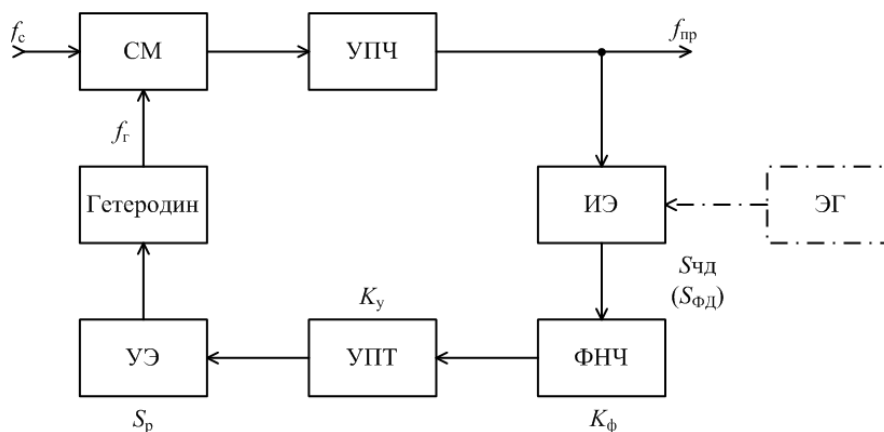 fс
СМ
УПЧ
fпр
fг
Гетеродин
ИЭ
ЭГ
Sчд
(SФД)
Kу
УЭ
УПТ
ФНЧ
Sр
Kф